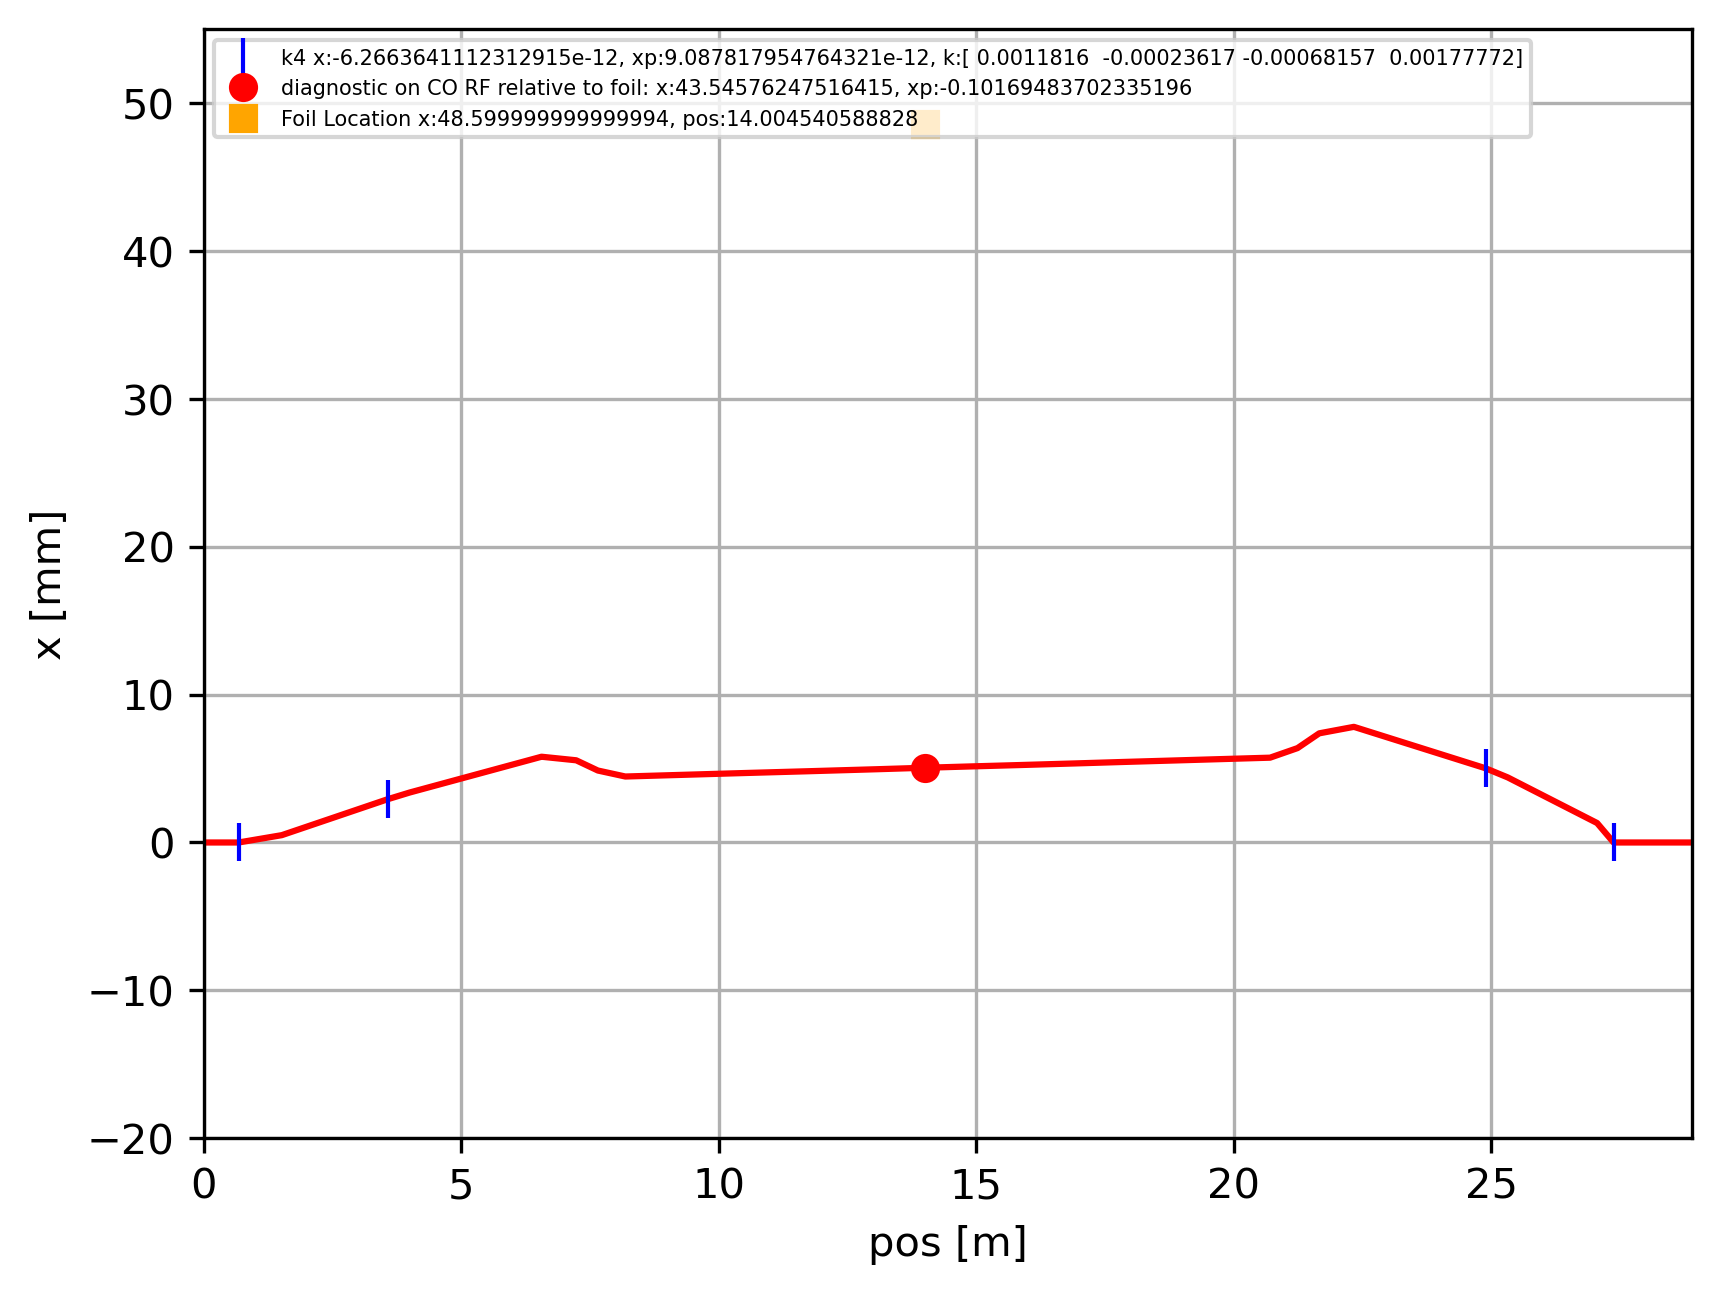 k4 x:-6.2663641112312915e-12, xp:9.087817954764321e-12, k:[ 0.0011816  -0.00023617 -0.00068157  0.00177772]
diagnostic on CO RF relative to foil: x:43.54576247516415, xp:-0.10169483702335196
Foil Location x:48.599999999999994, pos:14.004540588828
50
40
30
20
10
0
−10
−20
x [mm]
0 5 10 15 20 25
pos [m]